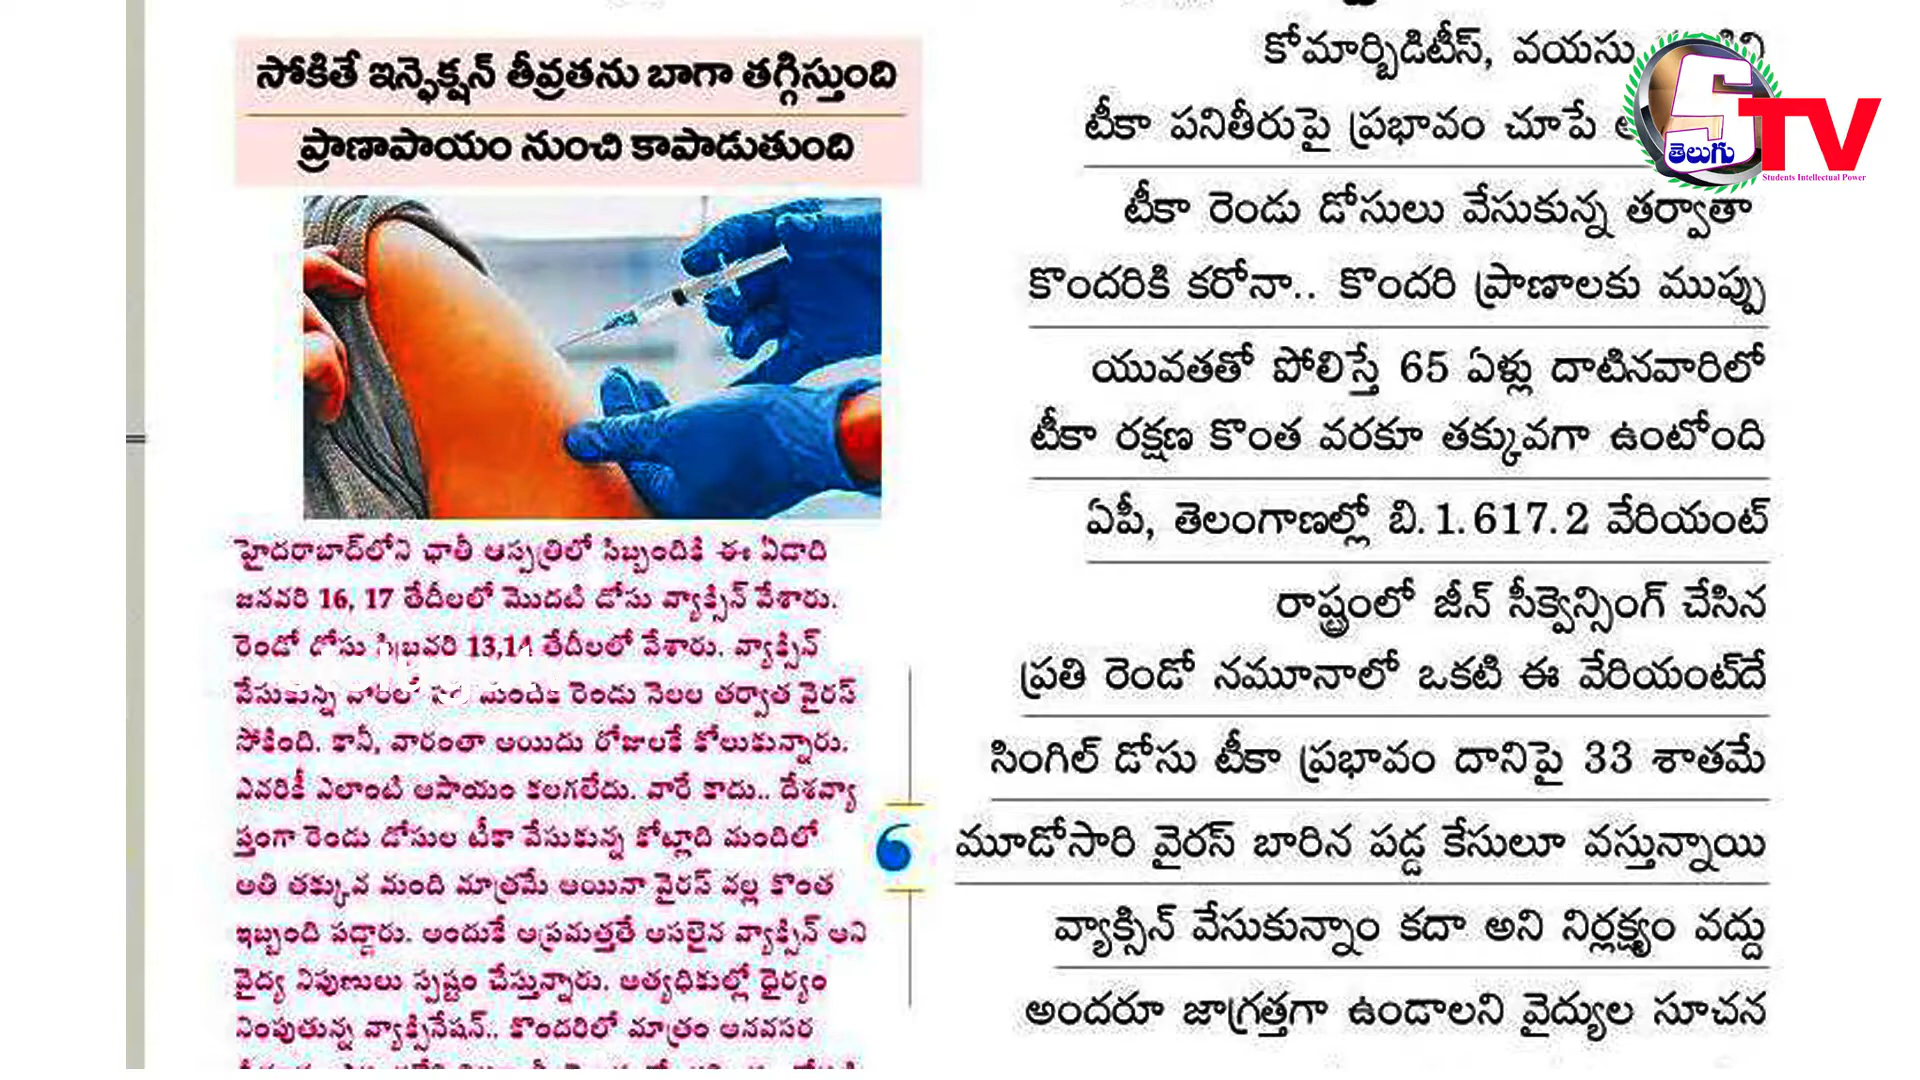 సోకితే ఇన్ఫెక్షన్ తీవ్రతను బాగా తగ్గిస్తుంది
ప్రాణాపాయం నుంచి కాపాడుతుంది
హైదరాబాద్‌లోని ఛాతీ ఆస్పత్రిలో సిబ్బందికి ఈ ఏడాది
జనవరి 16, 17 తేదీలలో మొదటి డోసు వ్యాక్సిన్ వేశారు.
రెండో డోసు ఫిబ్రవరి 13,14 తేదీలలో వేశారు. వ్యాక్సిన్
వేసుకున్న వారిలో మందికి రెండు నెలల తర్వాత వైరస్
సోకింది. కానీ, వారంతా అయిదు రోజులకే కోలుకున్నారు.
ఎవరికీ ఎలాంటి అపాయం కలగలేదు. వారే కాదు.. దేశవ్యా
ప్తంగా రెండు డోసుల టీకా వేసుకున్న కోట్లాది మందిలో
అతి తక్కువ మంది మాత్రమే అయినా వైరస్ వల్ల కొంత
ఇబ్బంది పడ్డారు. అందుకే అప్రమత్తతే అసలైన వ్యాక్సిన్ అని
వైద్య నిపుణులు స్పష్టం చేస్తున్నారు. అత్యధికుల్లో ధైర్యం
నింపుతున్న వ్యాక్సినేషన్.. కొందరిలో మాత్రం అనవసర
కోమార్బిడిటీస్, వయసు
టీకా పనితీరుపై ప్రభావం చూపే
టీకా రెండు డోసులు వేసుకున్న తర్వాతా
కొందరికి కరోనా.. కొందరి ప్రాణాలకు ముప్పు
యువతతో పోలిస్తే 65 ఏళ్లు దాటినవారిలో
టీకా రక్షణ కొంత వరకూ తక్కువగా ఉంటోంది
ఏపీ, తెలంగాణల్లో బి.1.617.2 వేరియంట్
రాష్ట్రంలో జీన్ సీక్వెన్సింగ్ చేసిన
ప్రతి రెండో నమూనాలో ఒకటి ఈ వేరియంట్‌దే
సింగిల్ డోసు టీకా ప్రభావం దానిపై 33 శాతమే
మూడోసారి వైరస్ బారిన పడ్డ కేసులూ వస్తున్నాయి
వ్యాక్సిన్ వేసుకున్నాం కదా అని నిర్లక్ష్యం వద్దు
అందరూ జాగ్రత్తగా ఉండాలని వైద్యుల సూచన
6
S TV
తెలుగు
Students Intellectual Power